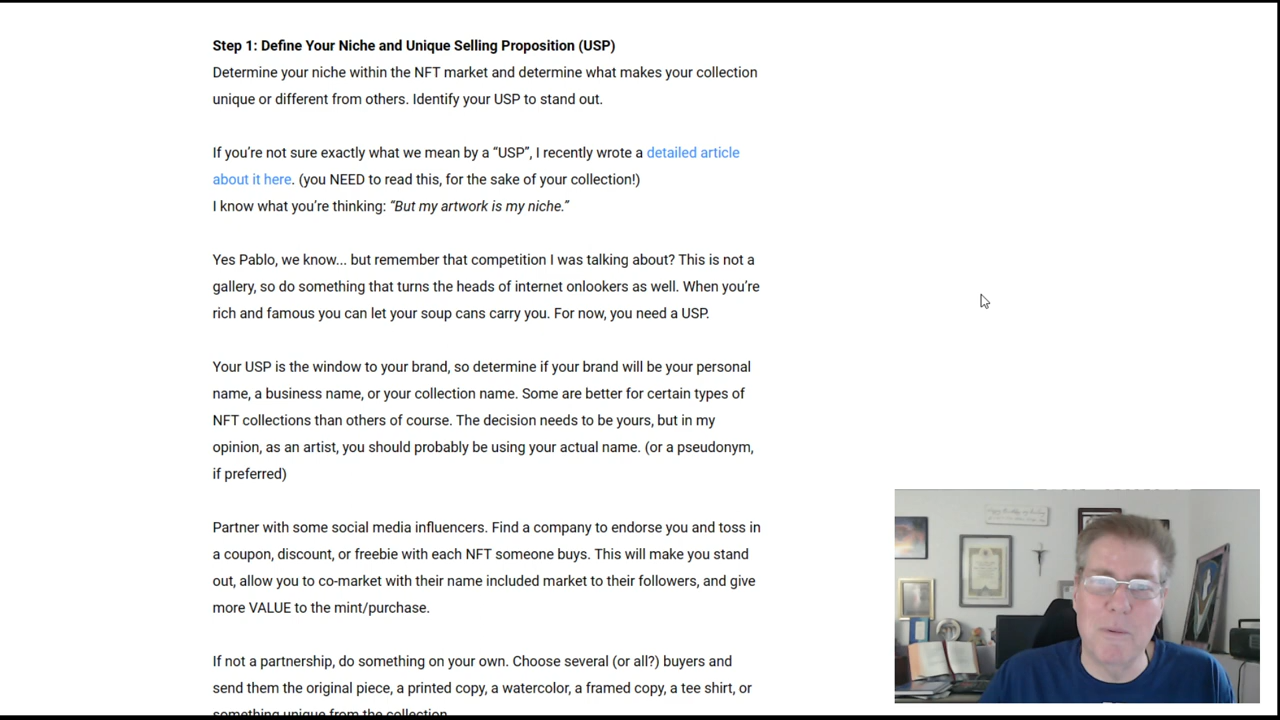 Step 1: Define Your Niche and Unique Selling Proposition (USP)
Determine your niche within the NFT market and determine what makes your collection
unique or different from others. Identify your USP to stand out.
If you’re not sure exactly what we mean by a “USP”, I recently wrote a detailed article
about it here. (you NEED to read this, for the sake of your collection!)
I know what you’re thinking: “But my artwork is my niche.”
Yes Pablo, we know... but remember that competition I was talking about? This is not a
gallery, so do something that turns the heads of internet onlookers as well. When you’re
rich and famous you can let your soup cans carry you. For now, you need a USP.
Your USP is the window to your brand, so determine if your brand will be your personal
name, a business name, or your collection name. Some are better for certain types of
NFT collections than others of course. The decision needs to be yours, but in my
opinion, as an artist, you should probably be using your actual name. (or a pseudonym,
if preferred)
Partner with some social media influencers. Find a company to endorse you and toss in
a coupon, discount, or freebie with each NFT someone buys. This will make you stand
out, allow you to co-market with their name included market to their followers, and give
more VALUE to the mint/purchase.
If not a partnership, do something on your own. Choose several (or all?) buyers and
send them the original piece, a printed copy, a watercolor, a framed copy, a tee shirt, or
something unique from the collection